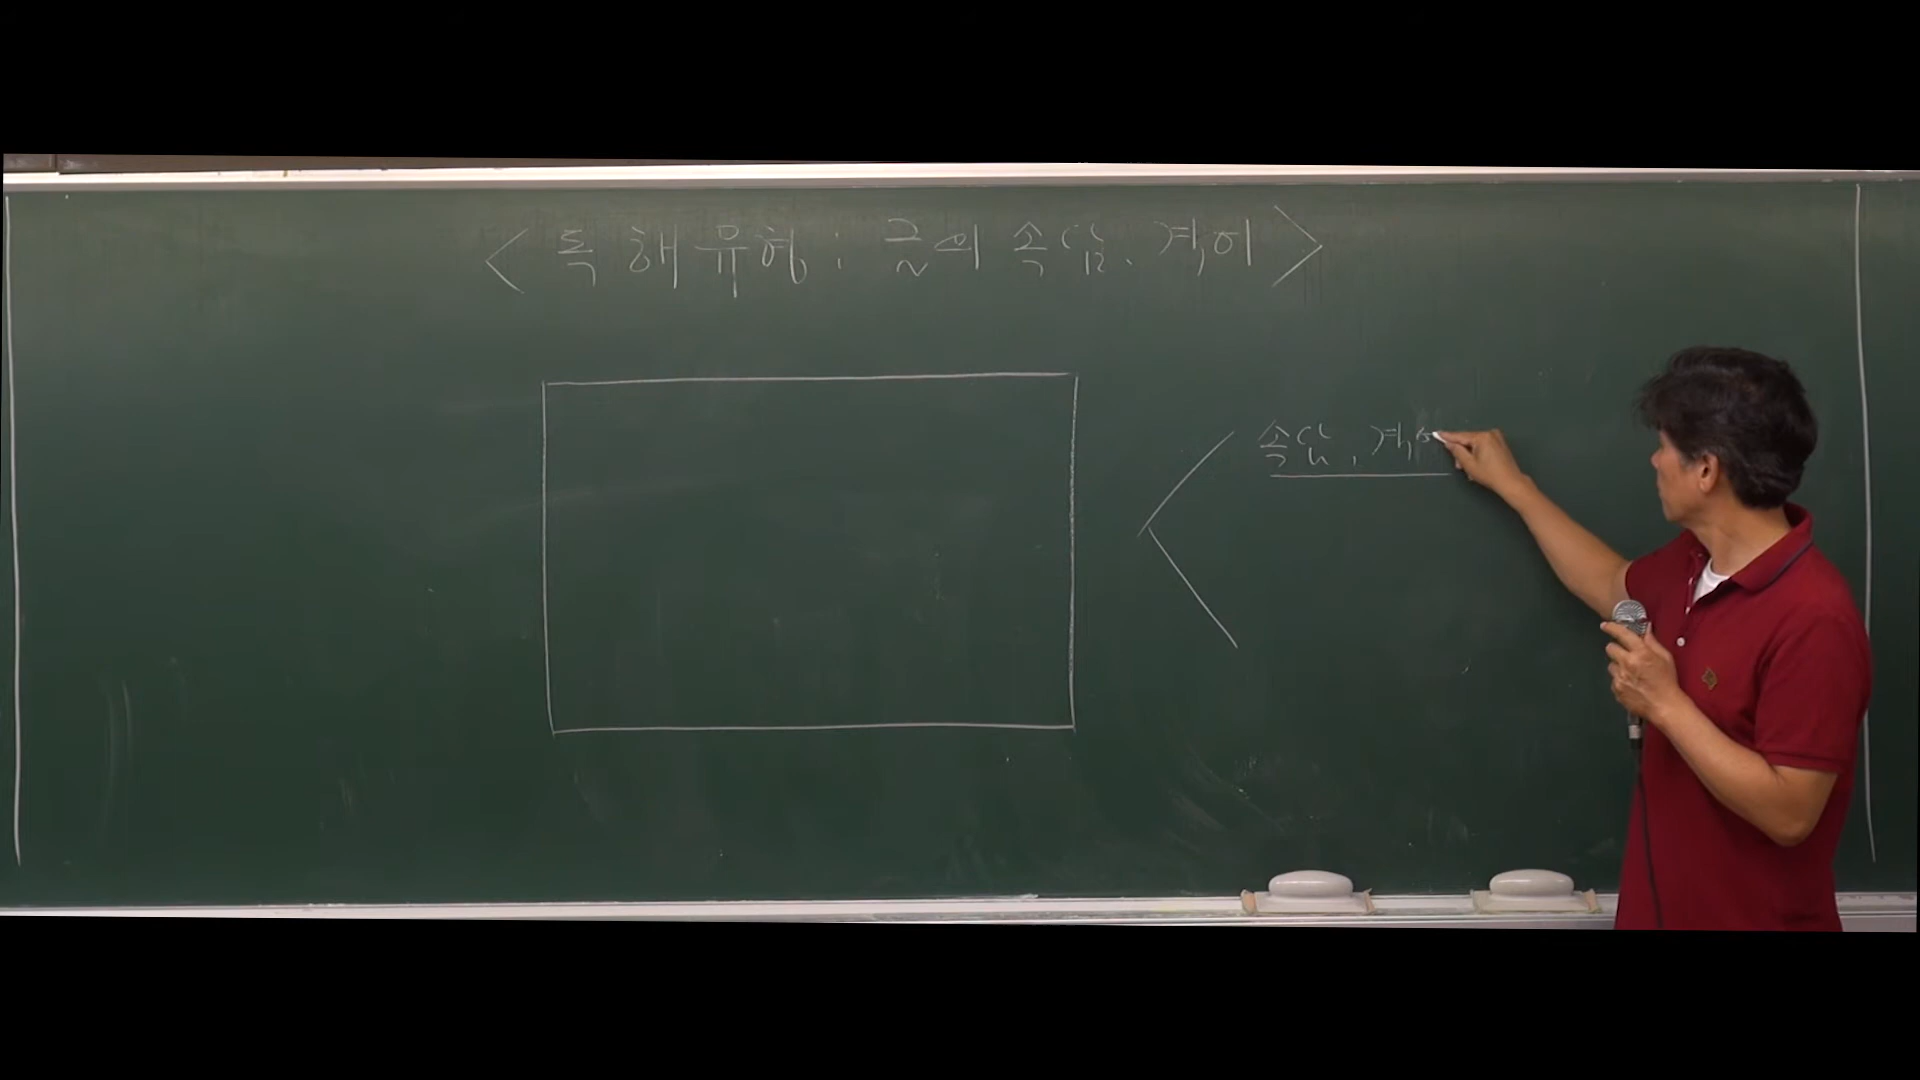 < 독해유형: 글의 속담, 격언 >
속담, 격언